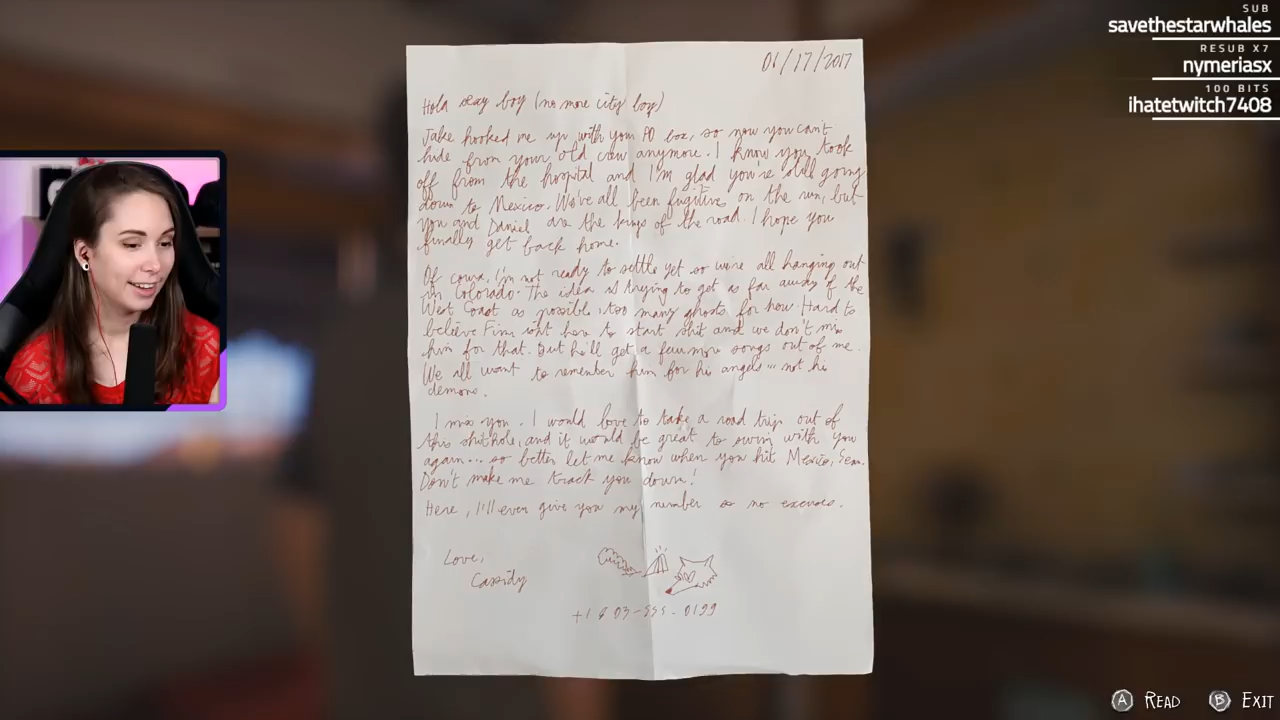 SUB
savethestarwhales
RESUB X7
nymeriasx
100 BITS
ihatetwitch7408
06/17/2017
Hola sexy boy (no more city boy)
Jake hooked me up with your PO box, so now you can't
hide from your old crew anymore. I know you took
off from the hospital and I'm glad you're still going
down to Mexico. We've all been fugitives on the run, but
you and Daniel are the kings of the road. I hope you
finally get back home.
Of course, I'm not ready to settle yet so we're all hanging out
in Colorado. The idea is trying to get as far away of the
West Coast as possible, too many ghosts for now. Hard to
believe Finn isn't here to start shit and we don't miss
him for that. But he'll get a few more songs out of me.
We all want to remember him for his angels... not his
demons.
I miss you. I would love to take a road trip out of
this shithole, and it would be great to swim with you
again... so better let me know when you hit Mexico, Sean.
Don't make me track you down!
Here, I'll even give you my number so no excuses.
Love,
Cassidy
+1 503-555-0199
A READ B EXIT